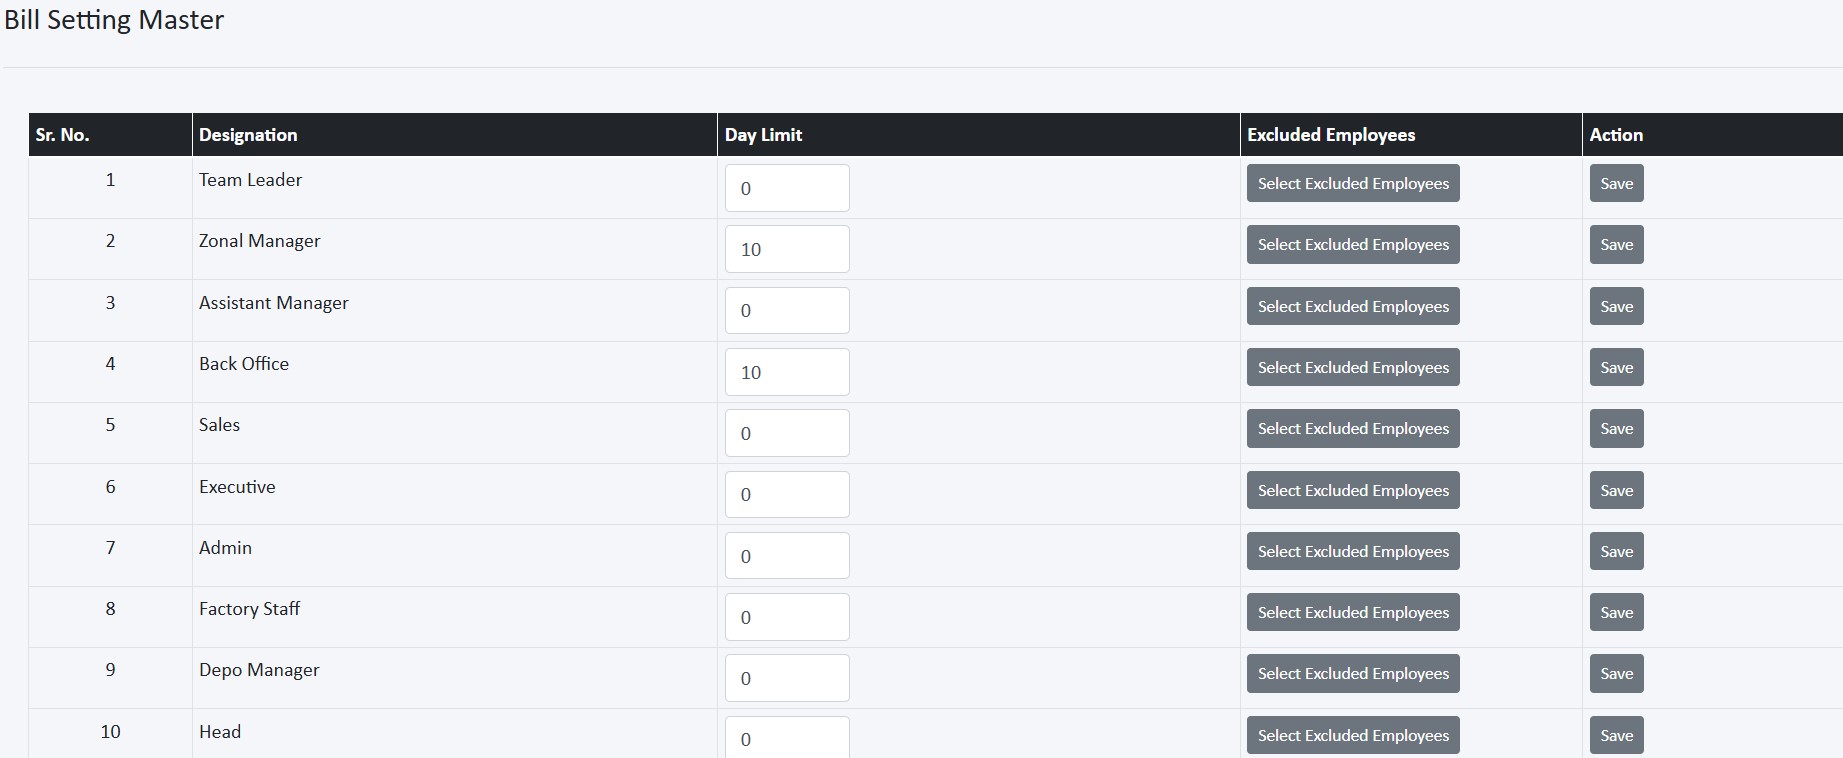 Bill Setting Master
Sr. No. Designation Day Limit Excluded Employees Action
1 Team Leader 0 Select Excluded Employees Save
2 Zonal Manager 10 Select Excluded Employees Save
3 Assistant Manager 0 Select Excluded Employees Save
4 Back Office 10 Select Excluded Employees Save
5 Sales 0 Select Excluded Employees Save
6 Executive 0 Select Excluded Employees Save
7 Admin 0 Select Excluded Employees Save
8 Factory Staff 0 Select Excluded Employees Save
9 Depo Manager 0 Select Excluded Employees Save
10 Head 0 Select Excluded Employees Save